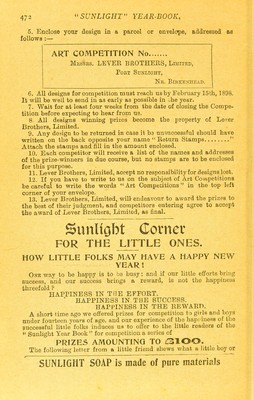 472 "SUNLIGHT" YEAR-BOOK,
5. Enclose your design in a parcel or envelope, addressed as
follows:—
ART COMPETITION No.......
MESSRS. LEVER BROTHERS, LIMITED,
PORT SUNLIGHT,
NR. BIRKENHEAD.
6. All designs for competition must reach us by February 15th, 1898.
It will be well to send in as early as possible in the year.
7. Wait for at least four weeks from the date of closing the Compe-
tition before expecting to hear from us.
8. All designs winning prizes become the property of Lever
Brothers, Limited.
9. Any design to be returned in case it be unsuccessful should have
written on the back opposite your name "Return Stamps........
Attach the stamps and fill in the amount enclosed.
10. Each competitor will receive a list of the names and addresses
of the prize-winners in due course, but no stamps are to be enclosed
for this purpose.
11. Lever Brothers, Limited, accept no responsibility for designs lost.
12. If you have to write to us on the subject of Art Competitions
be careful to write the words "Art Competitions" in the top left
corner of your envelope.
13. Lever Brothers, Limited, will endeavour to award the prizes to
the best of their judgment, and competitors entering agree to accept
the award of Lever Brothers, Limited, as final.
Sunlight Corner
FOR THE LITTLE ONES.
HOW LITTLE FOLKS MAY HAVE A HAPPY NEW
YEAR!
ONE way to be happy is to be busy: and if our little efforts bring
success, and our success brings a reward, is not the happiness
threefold?
HAPPINESS IN THE EFFORT.
HAPPINESS IN THE SUCCESS.
HAPPINESS IN THE REWARD.
A short time ago we offered prizes for competition to girls and boys
under fourteen years of age, and our experience of the happiness of the
successful little folks induces us to offer to the little readers of the
"Sunlight Year Book" for competition a series of
PRIZES AMOUNTING TO £100.
The following letter from a little friend shews what a little boy or
SUNLIGHT SOAP is made of pure materials